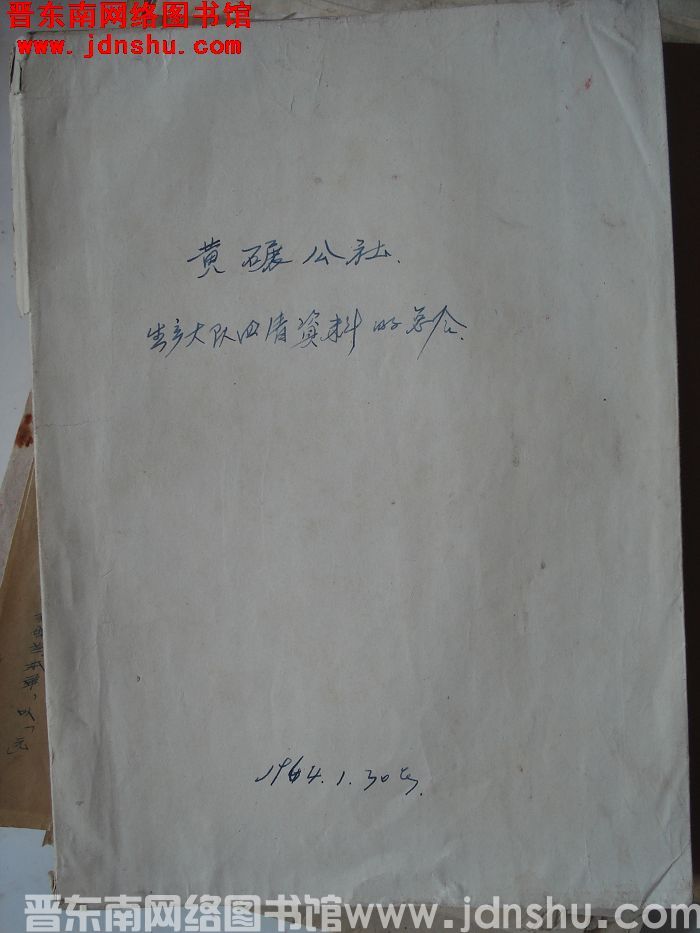 晋东南网络图书馆
www.jdnshu.com
黄碾公社.
生产大队四清资料的总合.
1964.1.30号.
晋东南网络图书馆www.jdnshu.com